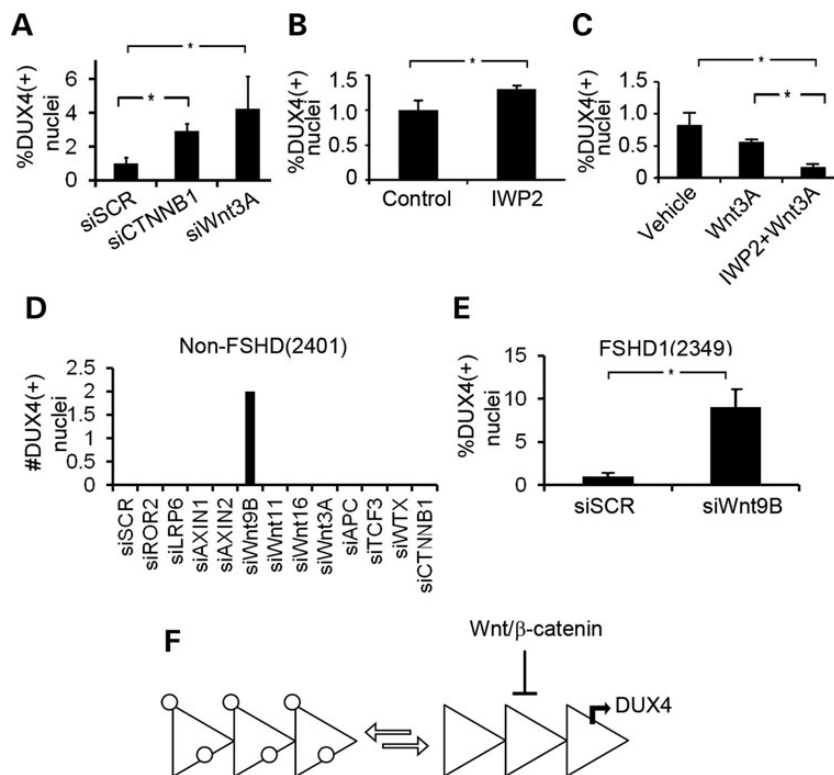 A
%DUX4(+)
nuclei
6
4
2
0
*
*
siSCR
siCTNNB1
siWnt3A
B
%DUX4(+)
nuclei
1.5
1.0
0.5
0
*
Control
IWP2
C
%DUX4(+)
nuclei
1.5
1.0
0.5
0
*
*
Vehicle
Wnt3A
IWP2+Wnt3A
D
Non-FSHD(2401)
#DUX4(+)
nuclei
2.5
2
1.5
1
0.5
0
siSCR
siROR2
siLRP6
siAXIN1
siAXIN2
siWnt9B
siWnt11
siWnt16
siWnt3A
siAPC
siTCF3
siWTX
siCTNNB1
E
FSHD1(2349)
%DUX4(+)
nuclei
15
10
5
0
*
siSCR
siWnt9B
F
Wnt/β-catenin
DUX4